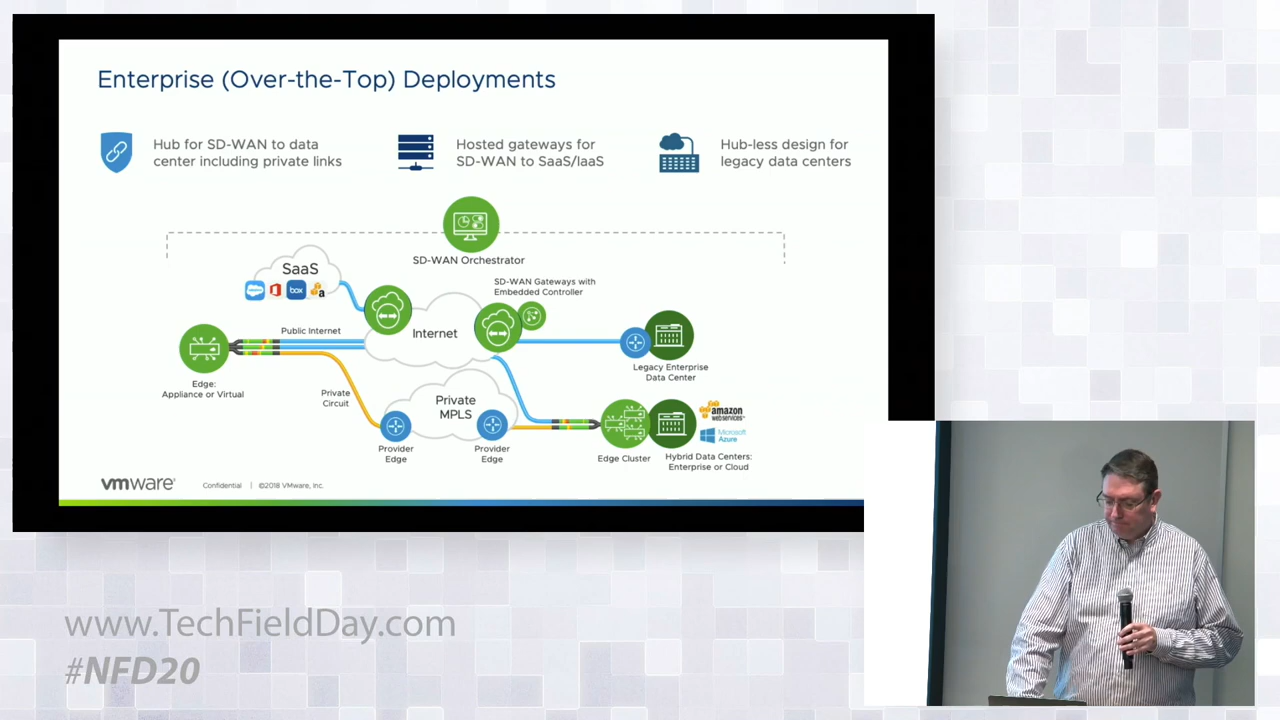 Enterprise (Over-the-Top) Deployments
Hub for SD-WAN to data
center including private links
Hosted gateways for
SD-WAN to SaaS/IaaS
Hub-less design for
legacy data centers
SD-WAN Orchestrator
SaaS
box
a
SD-WAN Gateways with
Embedded Controller
Public Internet
Internet
Edge:
Appliance or Virtual
Legacy Enterprise
Data Center
Private
Circuit
Private
MPLS
Provider
Edge
Provider
Edge
Edge Cluster
Hybrid Data Centers:
Enterprise or Cloud
amazon
webservices™
Microsoft
Azure
vmware®
Confidential | ©2018 VMware, Inc.
www.TechFieldDay.com
#NFD20